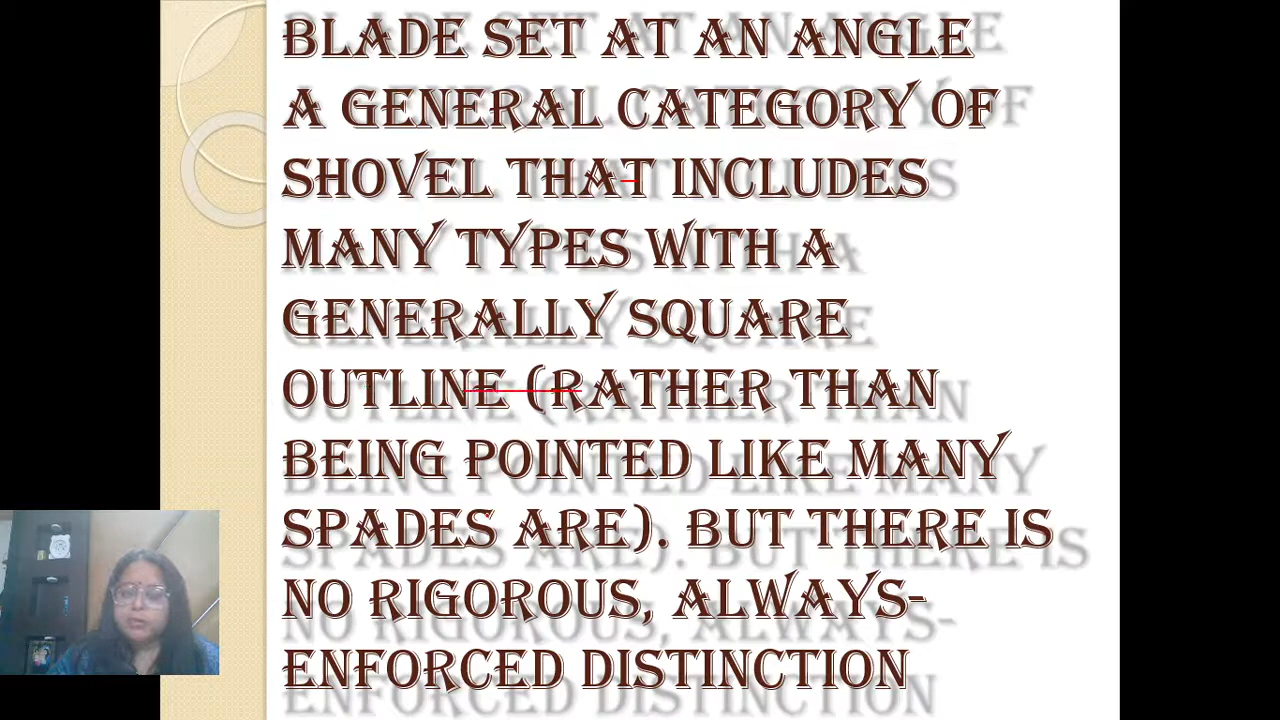 BLADE SET AT AN ANGLE
A GENERAL CATEGORY OF
SHOVEL THAT INCLUDES
MANY TYPES WITH A
GENERALLY SQUARE
OUTLINE (RATHER THAN
BEING POINTED LIKE MANY
SPADES ARE). BUT THERE IS
NO RIGOROUS, ALWAYS-
ENFORCED DISTINCTION